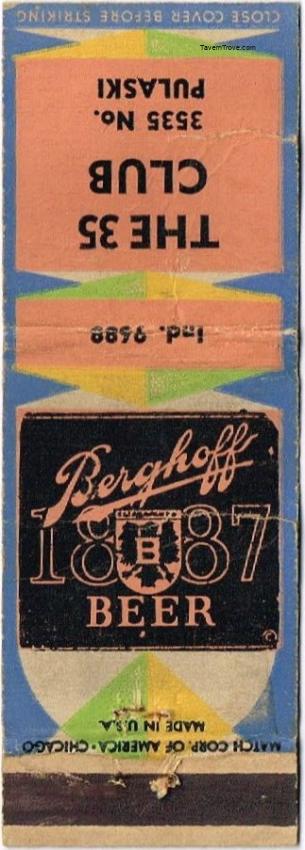 CLOSE COVER BEFORE STRIKING
TavernTrove.com
THE 35
CLUB
3535 No.
PULASKI
Ind. 9688
Berghoff
1887
B
BEER
©
MATCH CORP. OF AMERICA • CHICAGO
MADE IN U.S.A.